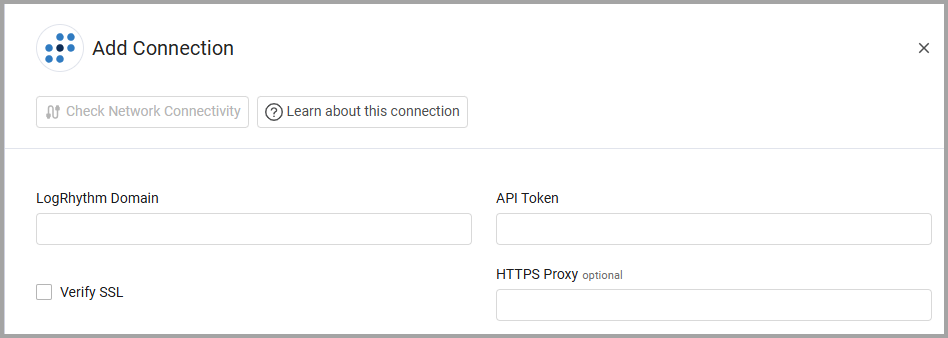 Add Connection
Check Network Connectivity
Learn about this connection
LogRhythm Domain
API Token
Verify SSL
HTTPS Proxy optional